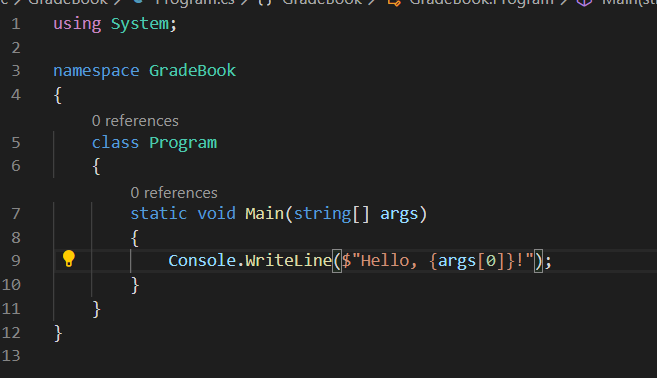 GradeBook > Program.cs > {} GradeBook > GradeBook.Program > Main(st
1 using System;
2
3 namespace GradeBook
4 {
0 references
5 class Program
6 {
0 references
7 static void Main(string[] args)
8 {
9 Console.WriteLine($"Hello, {args[0]}!");
10 }
11 }
12 }
13